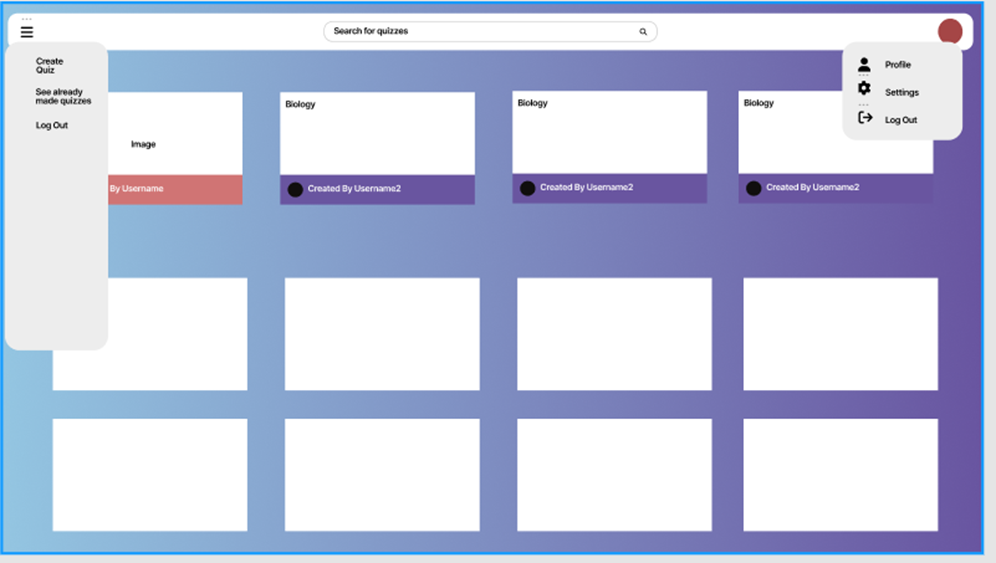 Search for quizzes
Create
Quiz
See already
made quizzes
Log Out
Profile
Settings
Log Out
Image
By Username
Biology
Created By Username2
Biology
Created By Username2
Biology
Created By Username2